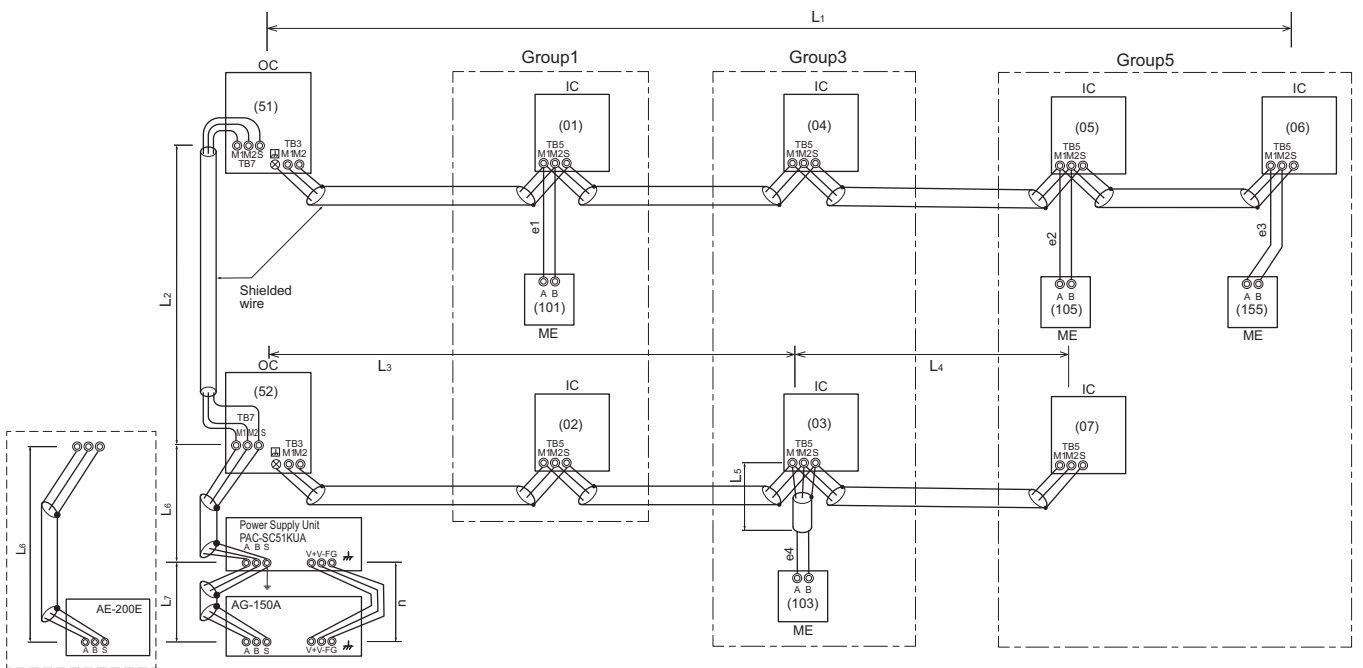 L1
Group1
Group3
Group5
OC
IC
IC
IC
IC
(51)
(01)
(04)
(05)
(06)
M1M2S
TB7
TB3
M1M2
TB5
M1M2S
TB5
M1M2S
TB5
M1M2S
TB5
M1M2S
e1
e2
e3
L2
Shielded
wire
A B
(101)
ME
A B
(105)
ME
A B
(155)
ME
L3
L4
OC
IC
IC
IC
(52)
(02)
(03)
(07)
TB7
M1M2 S
TB3
M1M2
TB5
M1M2S
TB5
M1M2S
TB5
M1M2S
L5
e4
A B
(103)
ME
L6
L6
Power Supply Unit
PAC-SC51KUA
A B S
V+V-FG
L7
n
AG-150A
A B S
V+V-FG
AE-200E
A B S